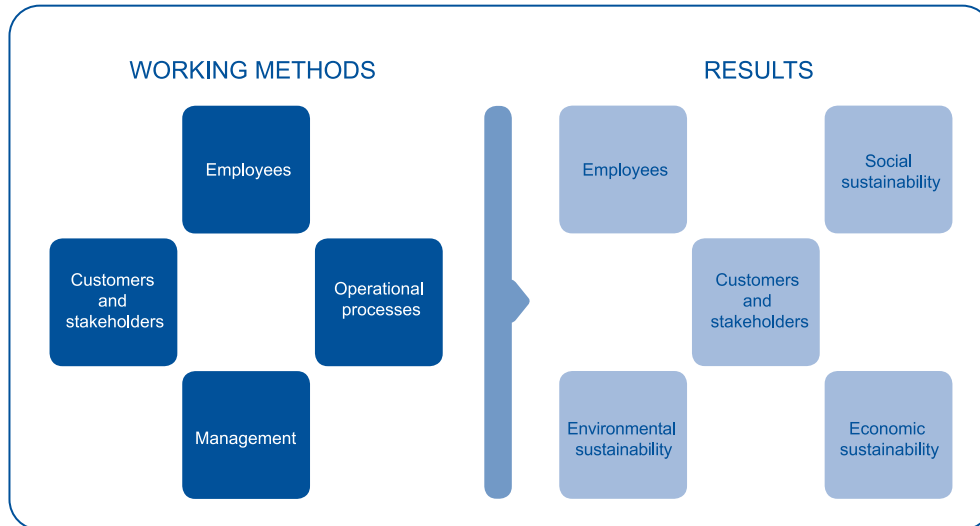 WORKING METHODS
Employees
Customers
and
stakeholders
Operational
processes
Management
RESULTS
Employees
Social
sustainability
Customers
and
stakeholders
Environmental
sustainability
Economic
sustainability